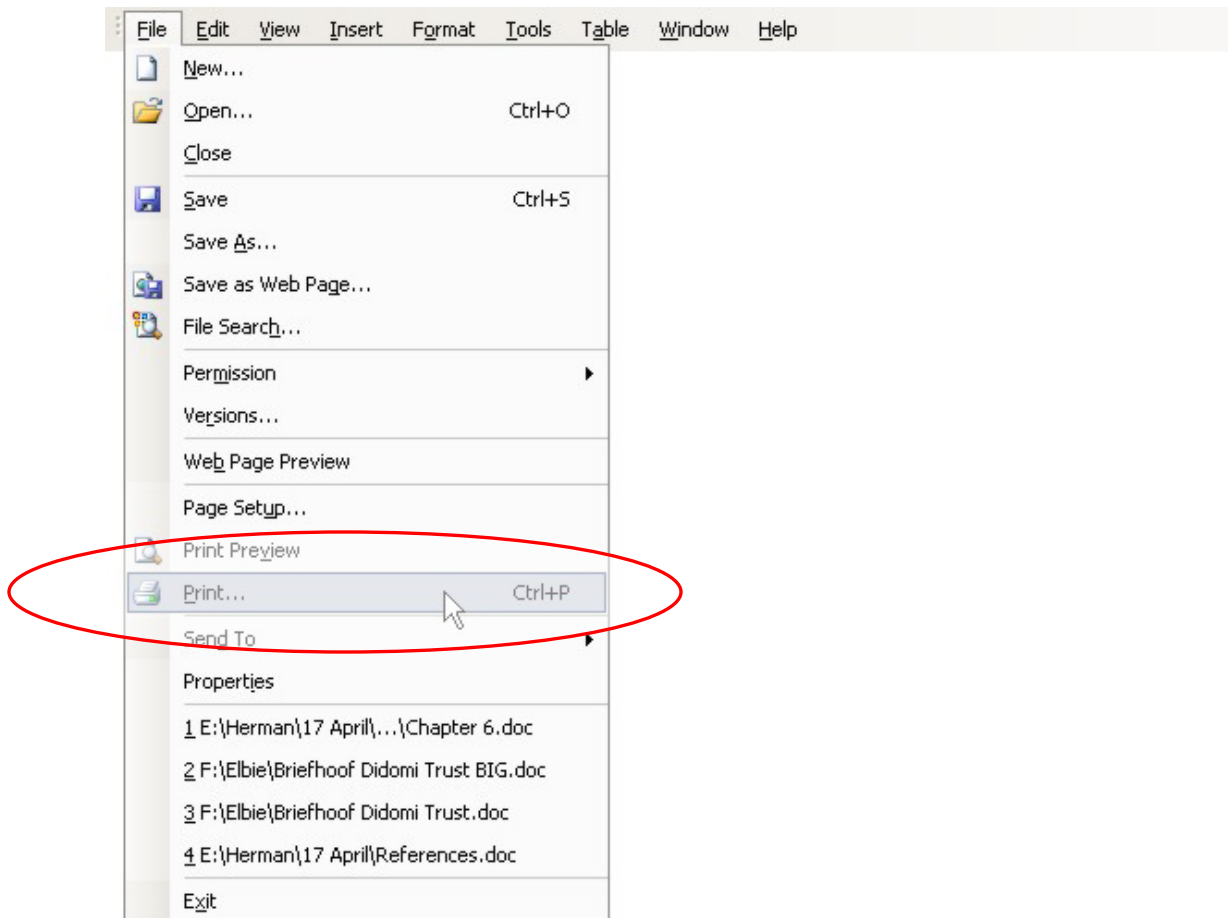 File Edit View Insert Format Tools Table Window Help
New...
Open... Ctrl+O
Close
Save Ctrl+S
Save As...
Save as Web Page...
File Search...
Permission
Versions...
Web Page Preview
Page Setup...
Print Preview
Print... Ctrl+P
Send To
Properties
1 E:\Herman\17 April\...\Chapter 6.doc
2 F:\Elbie\Briefhoof Didomi Trust BIG.doc
3 F:\Elbie\Briefhoof Didomi Trust.doc
4 E:\Herman\17 April\References.doc
Exit